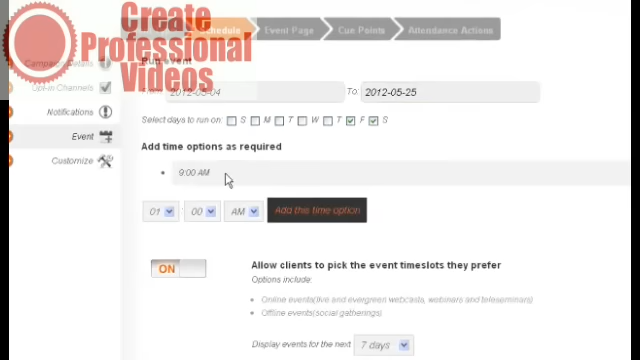 Create
Professional
Videos
Schedule
Event Page
Cue Points
Attendance Actions
Campaign Details
Run event
Opt-in Channels
From: 2012-05-04
To: 2012-05-25
Notifications
Select days to run on: S M T W T F S
Event
Add time options as required
Customize
9:00 AM
01 : 00 AM Add this time option
ON
Allow clients to pick the event timeslots they prefer
Options include:
Online events(live and evergreen webcasts, webinars and teleseminars)
Offline events(social gatherings)
Display events for the next 7 days